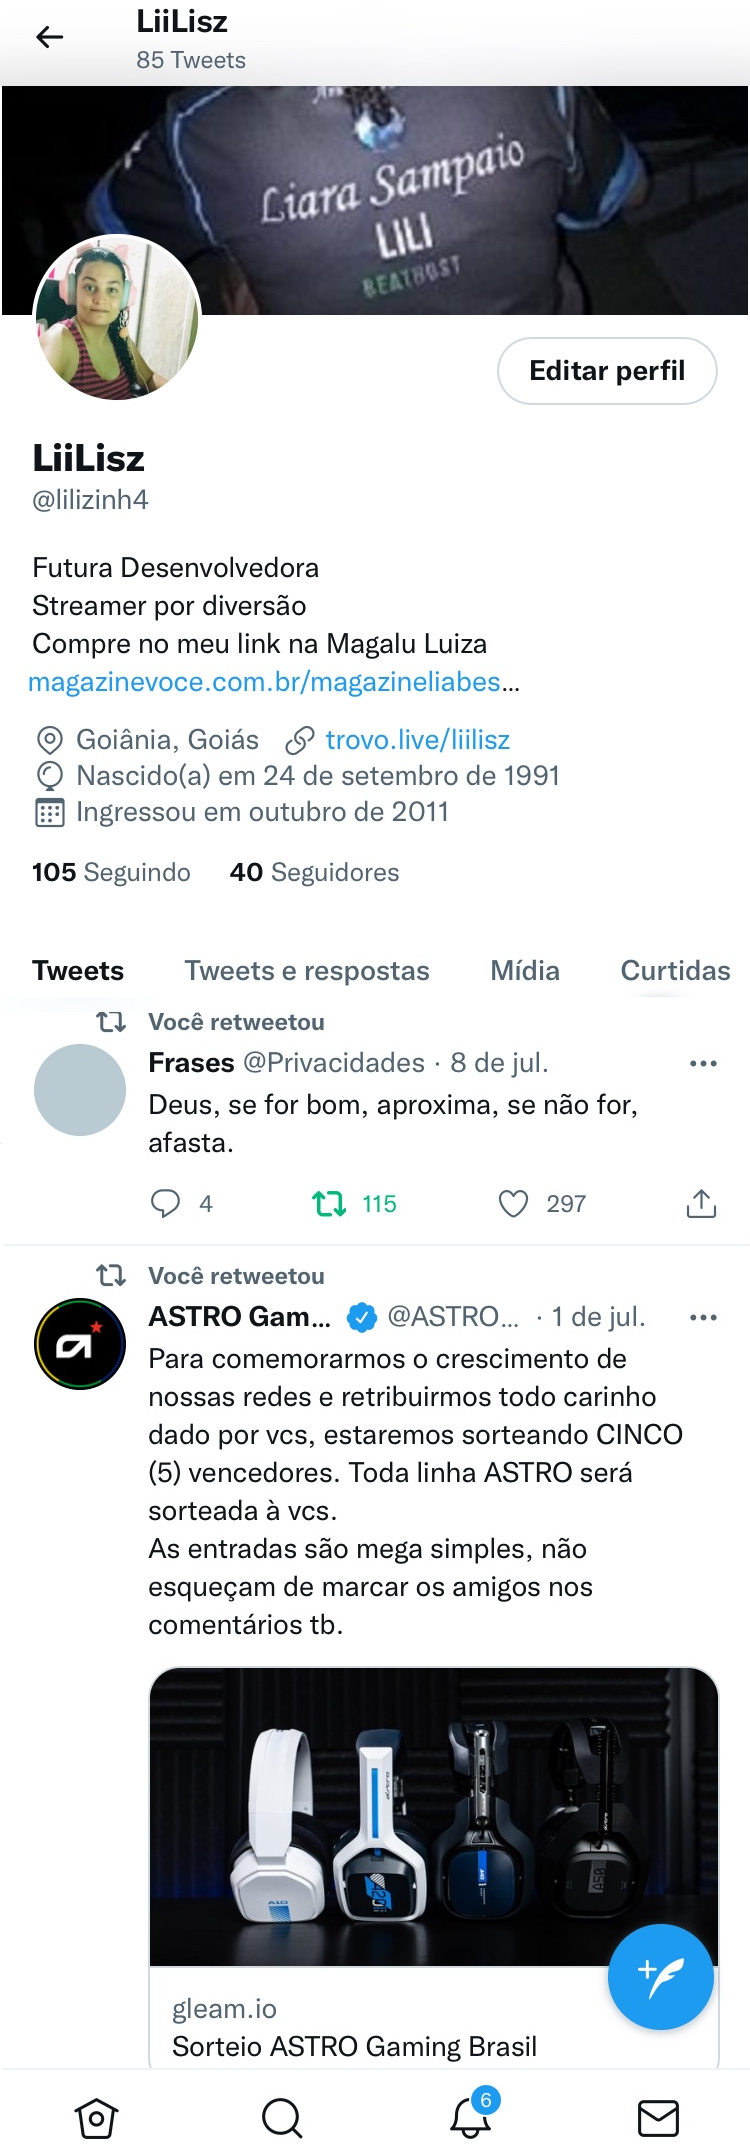 LiiLisz
85 Tweets
Liara Sampaio
LILI
BEATHOST
Editar perfil
LiiLisz
@lilizinh4
Futura Desenvolvedora
Streamer por diversão
Compre no meu link na Magalu Luiza
magazinevoce.com.br/magazineliabes...
Goiânia, Goiás trovo.live/liilisz
Nascido(a) em 24 de setembro de 1991
Ingressou em outubro de 2011
105 Seguindo 40 Seguidores
Tweets Tweets e respostas Mídia Curtidas
Você retweetou
Frases @Privacidades · 8 de jul.
Deus, se for bom, aproxima, se não for,
afasta.
4 115 297
Você retweetou
ASTRO Gam... @ASTRO... · 1 de jul.
Para comemorarmos o crescimento de
nossas redes e retribuirmos todo carinho
dado por vcs, estaremos sorteando CINCO
(5) vencedores. Toda linha ASTRO será
sorteada à vcs.
As entradas são mega simples, não
esqueçam de marcar os amigos nos
comentários tb.
A10
A50
gleam.io
Sorteio ASTRO Gaming Brasil
6